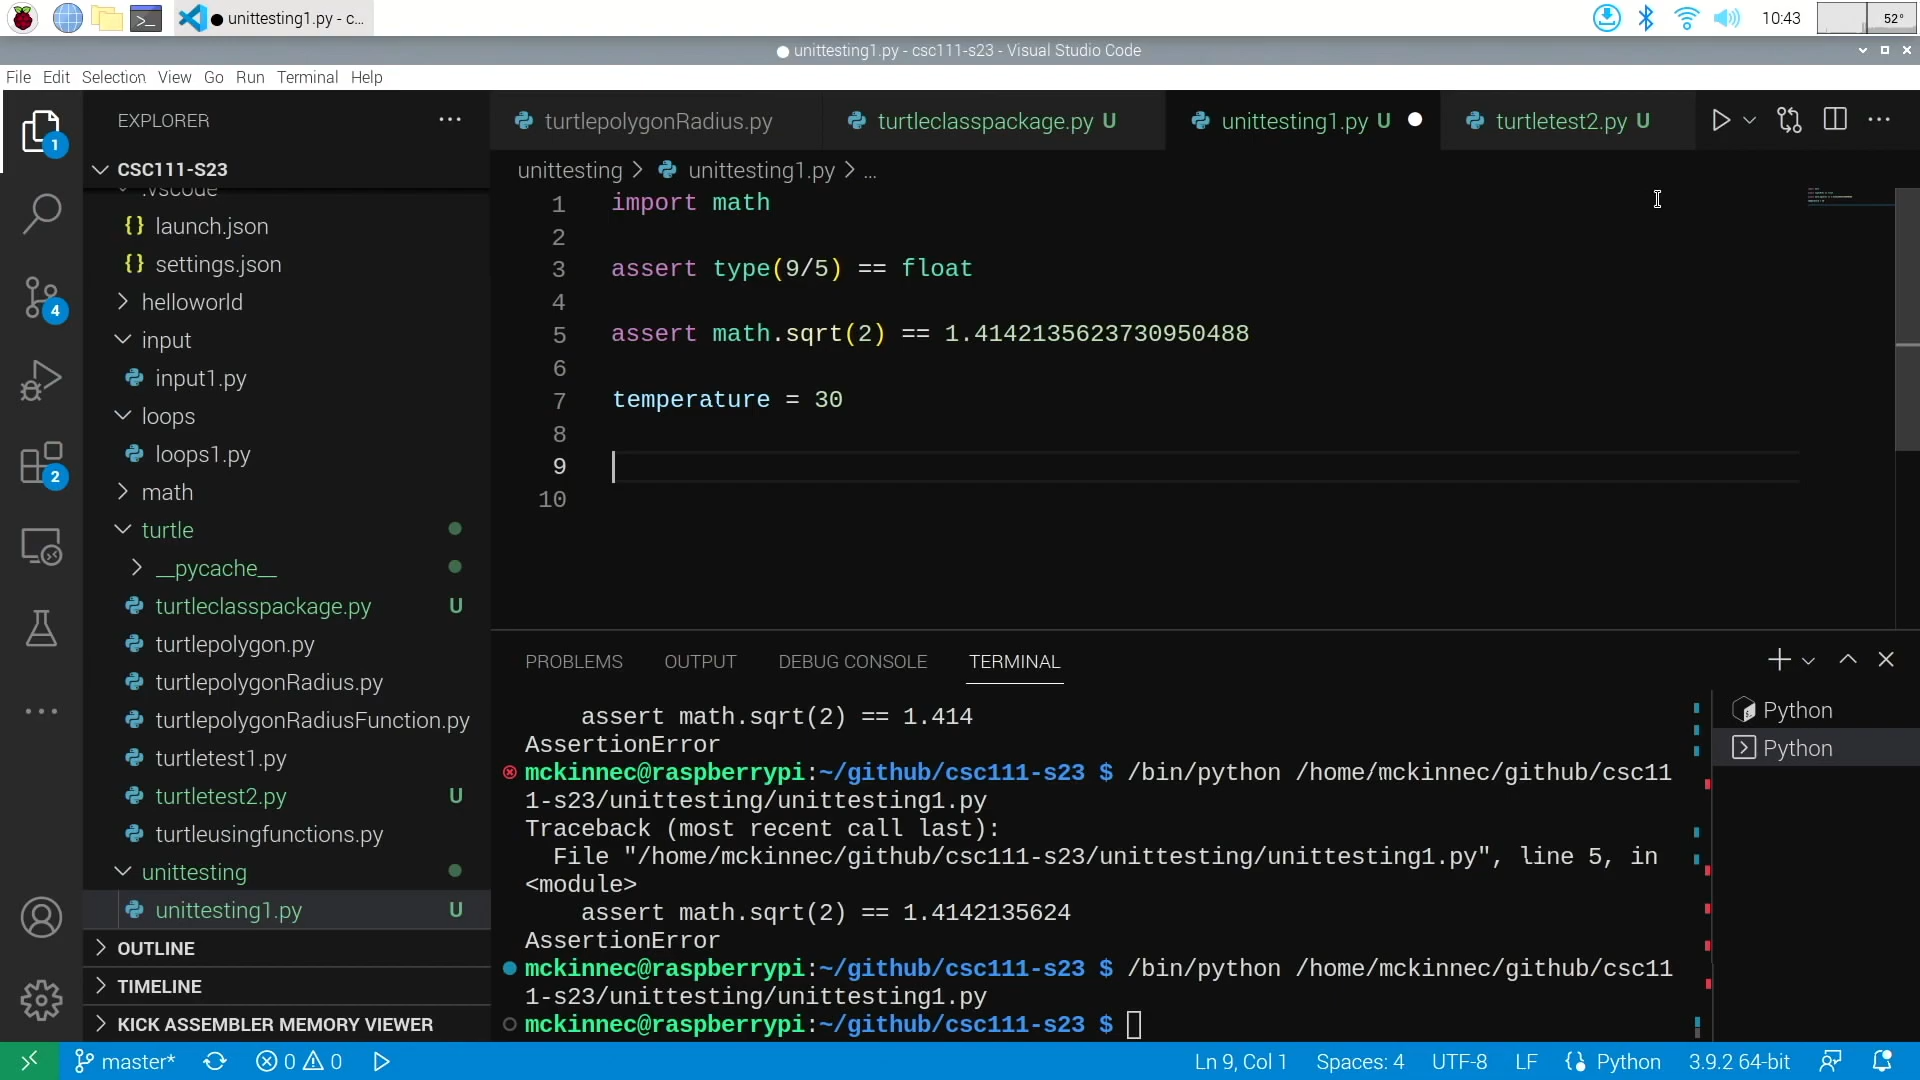 unittesting1.py - c...
10:43
52°
unittesting1.py - csc111-s23 - Visual Studio Code
File Edit Selection View Go Run Terminal Help
EXPLORER
turtlepolygonRadius.py
turtleclasspackage.py U
unittesting1.py U
turtletest2.py U
1
CSC111-S23
unittesting > unittesting1.py > ...
.vscode
launch.json
settings.json
4
helloworld
input
input1.py
loops
loops1.py
2
math
turtle
__pycache__
turtleclasspackage.py U
turtlepolygon.py
turtlepolygonRadius.py
turtlepolygonRadiusFunction.py
turtletest1.py
turtletest2.py U
turtleusingfunctions.py
unittesting
unittesting1.py U
OUTLINE
TIMELINE
KICK ASSEMBLER MEMORY VIEWER
1 import math
2
3 assert type(9/5) == float
4
5 assert math.sqrt(2) == 1.4142135623730950488
6
7 temperature = 30
8
9
10
PROBLEMS OUTPUT DEBUG CONSOLE TERMINAL
assert math.sqrt(2) == 1.414
AssertionError
mckinnec@raspberrypi:~/github/csc111-s23 $ /bin/python /home/mckinnec/github/csc11
1-s23/unittesting/unittesting1.py
Traceback (most recent call last):
File "/home/mckinnec/github/csc111-s23/unittesting/unittesting1.py", line 5, in
<module>
assert math.sqrt(2) == 1.4142135624
AssertionError
mckinnec@raspberrypi:~/github/csc111-s23 $ /bin/python /home/mckinnec/github/csc11
1-s23/unittesting/unittesting1.py
mckinnec@raspberrypi:~/github/csc111-s23 $
Python
Python
master* 0 0 Ln 9, Col 1 Spaces: 4 UTF-8 LF {} Python 3.9.2 64-bit